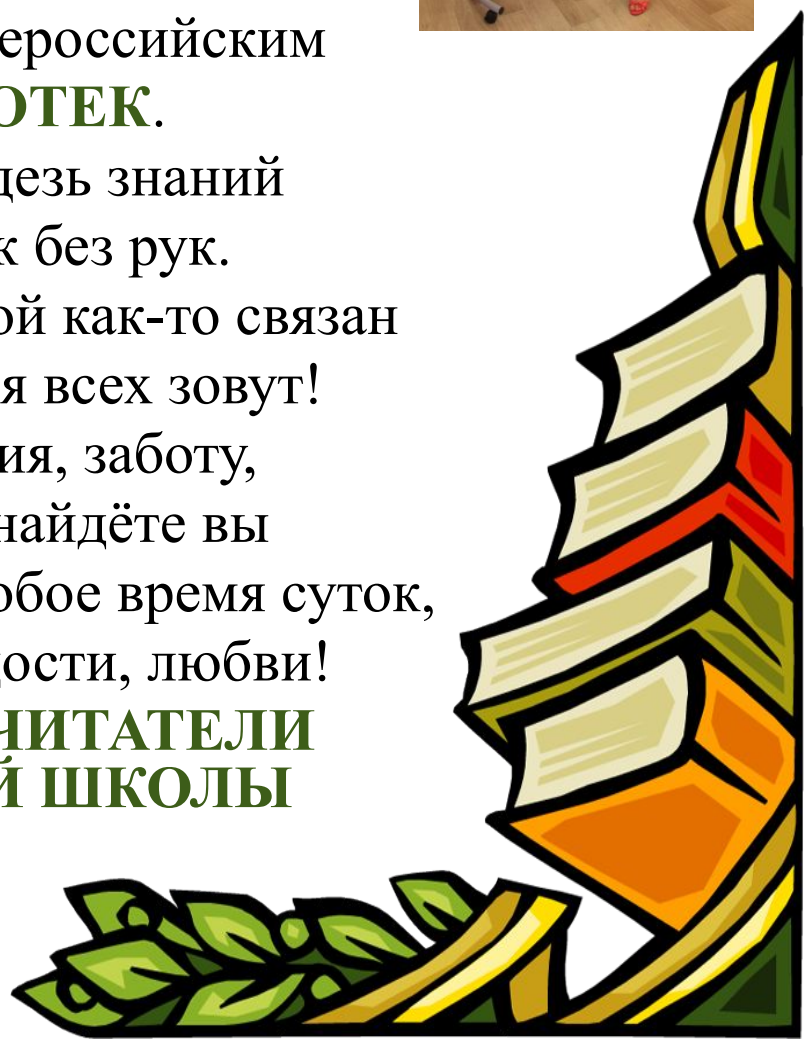 ероссийским
ОТЕК.
дезь знаний
к без рук.
ой как-то связан
я всех зовут!
ия, заботу,
найдёте вы
обое время суток,
дости, любви!
ЧИТАТЕЛИ
Й ШКОЛЫ